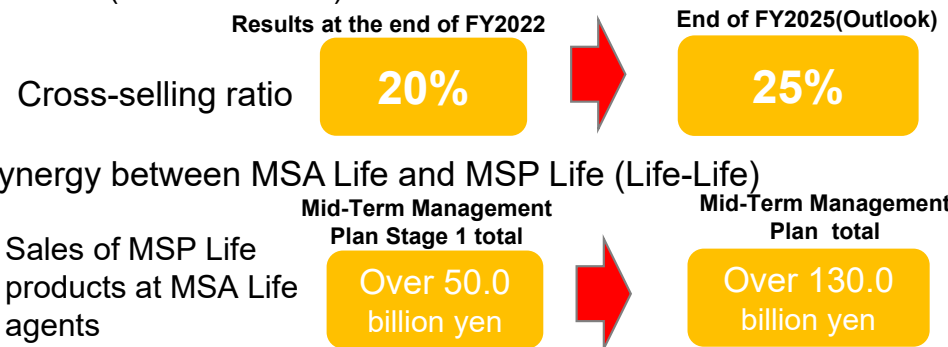 Results at the end of FY2022
End of FY2025(Outlook)
Cross-selling ratio
20%
25%
ynergy between MSA Life and MSP Life (Life-Life)
Mid-Term Management
Plan Stage 1 total
Mid-Term Management
Plan total
Sales of MSP Life
products at MSA Life
agents
Over 50.0
billion yen
Over 130.0
billion yen